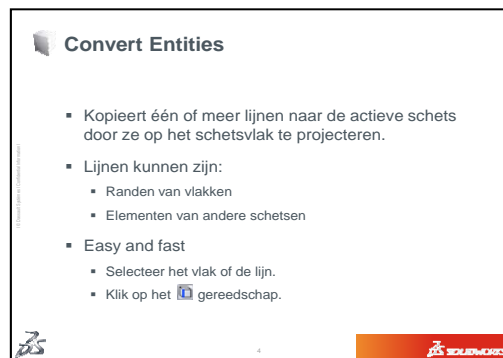 Convert Entities
Kopieert één of meer lijnen naar de actieve schets
door ze op het schetsvlak te projecteren.
Lijnen kunnen zijn:
Randen van vlakken
Elementen van andere schetsen
Easy and fast
Selecteer het vlak of de lijn.
Klik op het gereedschap.
4
SOLIDWORKS